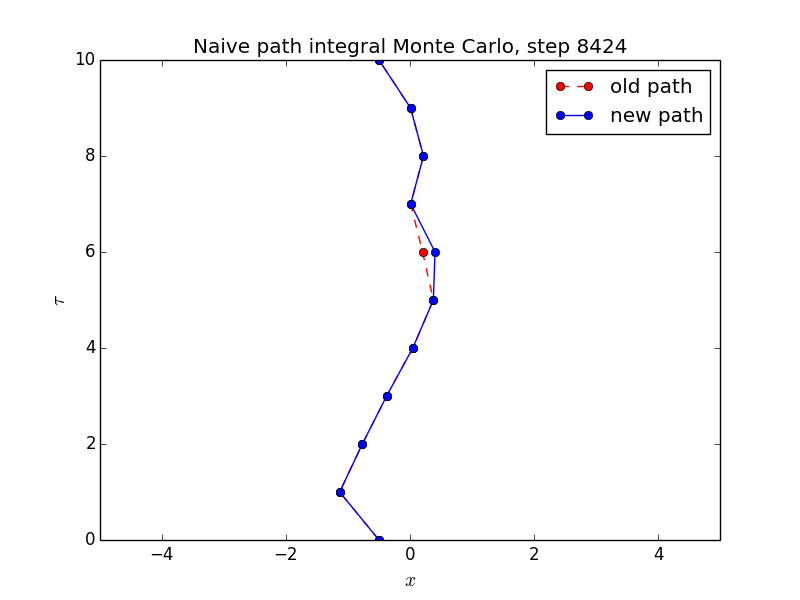 Naive path integral Monte Carlo, step 8424
old path
new path
10
8
6
4
2
0
τ
−4 −2 0 2 4
x